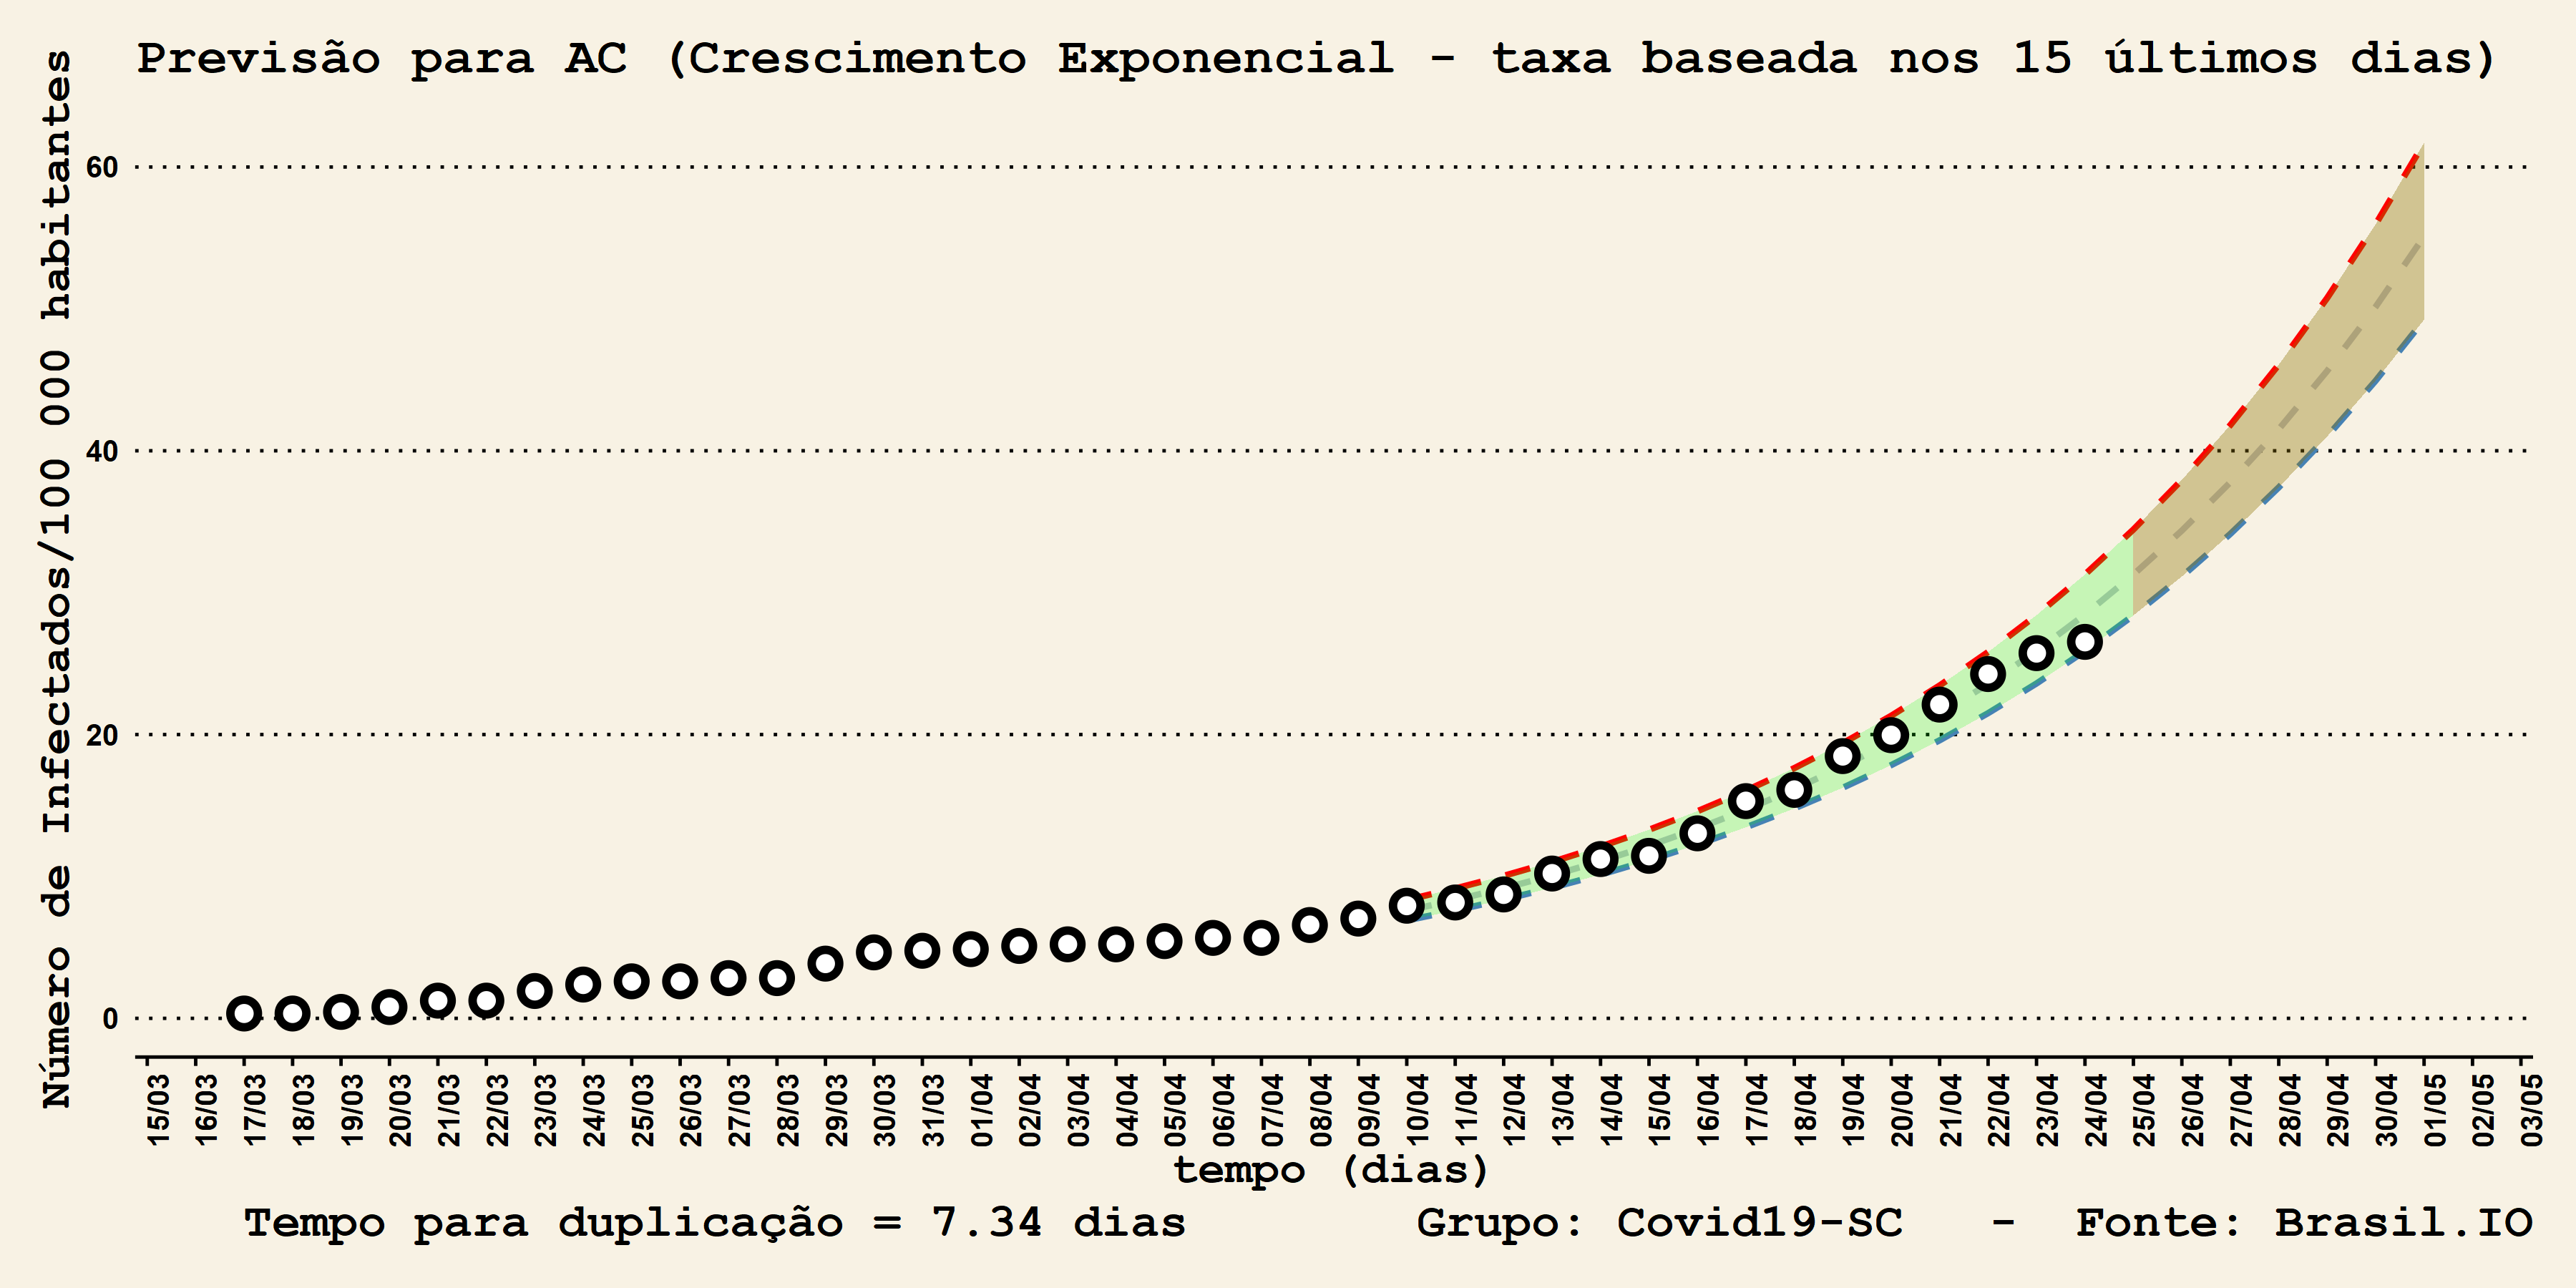 Previsão para AC (Crescimento Exponencial - taxa baseada nos 15 últimos dias)
Número de Infectados/100 000 habitantes
60
40
20
0
15/03 16/03 17/03 18/03 19/03 20/03 21/03 22/03 23/03 24/03 25/03 26/03 27/03 28/03 29/03 30/03 31/03 01/04 02/04 03/04 04/04 05/04 06/04 07/04 08/04 09/04 10/04 11/04 12/04 13/04 14/04 15/04 16/04 17/04 18/04 19/04 20/04 21/04 22/04 23/04 24/04 25/04 26/04 27/04 28/04 29/04 30/04 01/05 02/05 03/05
tempo (dias)
Tempo para duplicação = 7.34 dias Grupo: Covid19-SC - Fonte: Brasil.IO